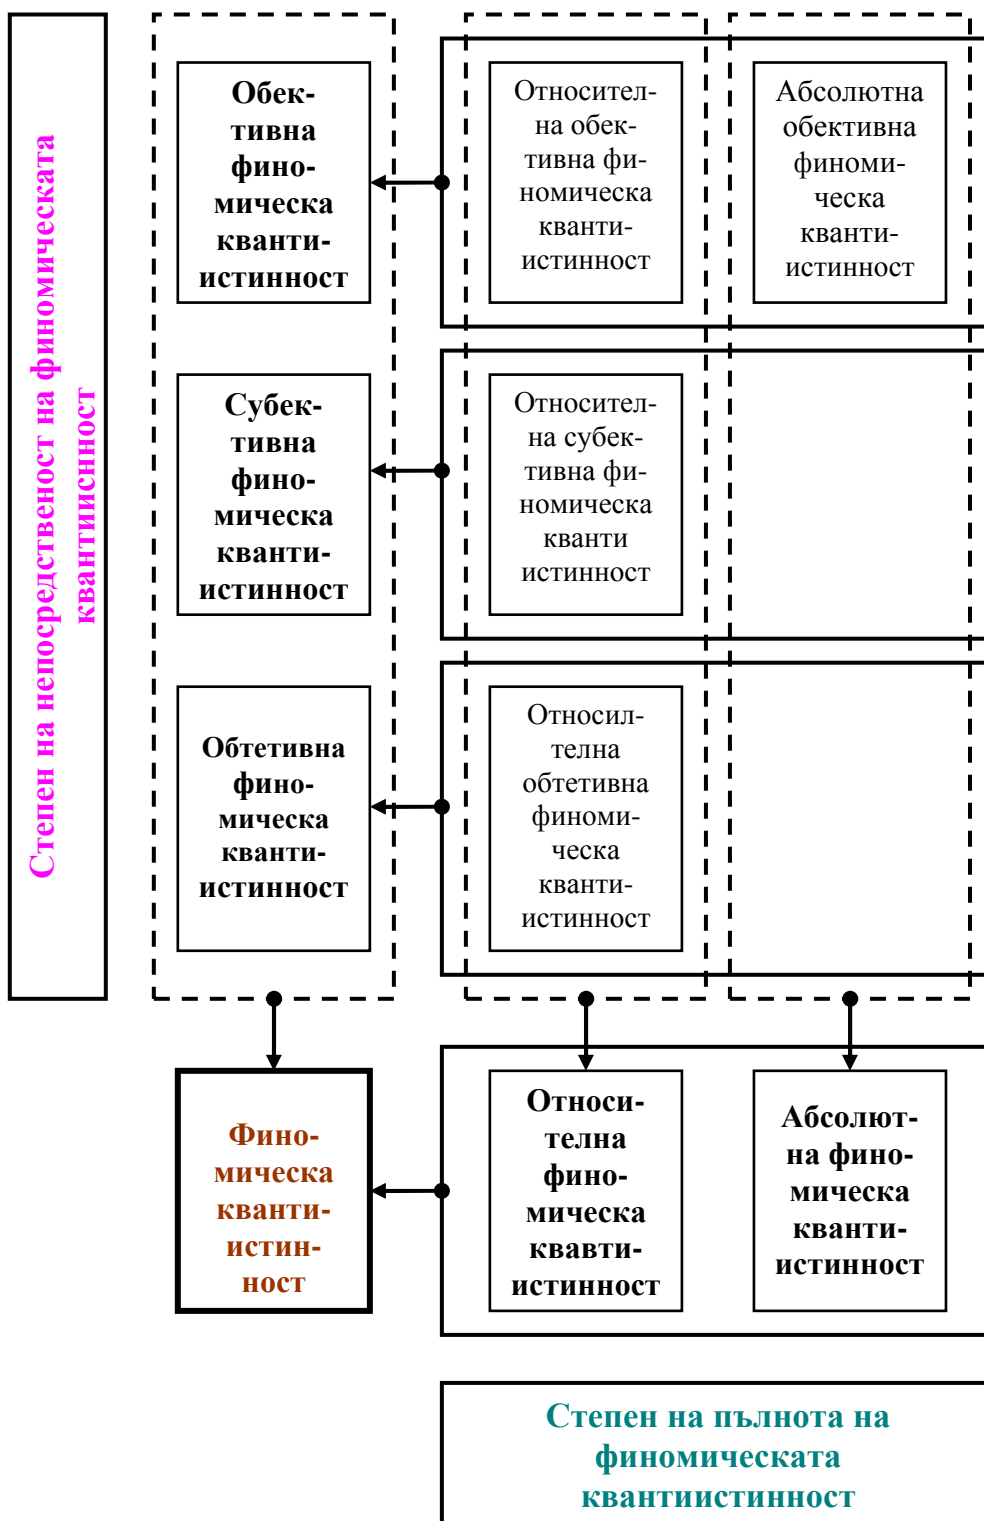 Степен на непосредственост на финомическата
квантиисннност
Обек-
тивна
фино-
мическа
кванти-
истинност
Относител-
на обек-
тивна фи-
номическа
кванти-
истинност
Абсолютна
обективна
финоми-
ческа
кванти-
истинност
Субек-
тивна
фино-
мическа
кванти-
истинност
Относител-
на субек-
тивна фи-
номическа
кванти
истинност
Обтетивна
фино-
мическа
кванти-
истинност
Относил-
телна
обтетивна
финоми-
ческа
кванти-
истинност
Фино-
мическа
кванти-
истин-
ност
Относи-
телна
фино-
мическа
квавти-
истинност
Абсолют-
на фино-
мическа
кванти-
истинност
Степен на пълнота на
финомическата
квантиистинност